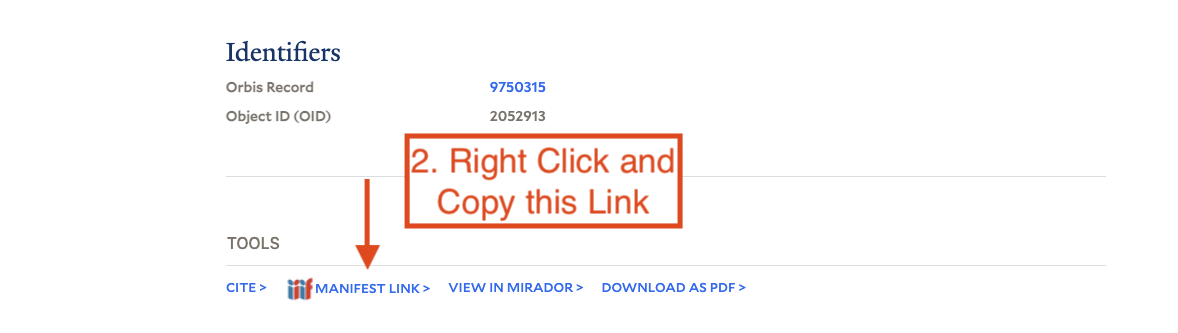 Identifiers
Orbis Record 9750315
Object ID (OID) 2052913
2. Right Click and
Copy this Link
TOOLS
CITE > iiif MANIFEST LINK > VIEW IN MIRADOR > DOWNLOAD AS PDF >